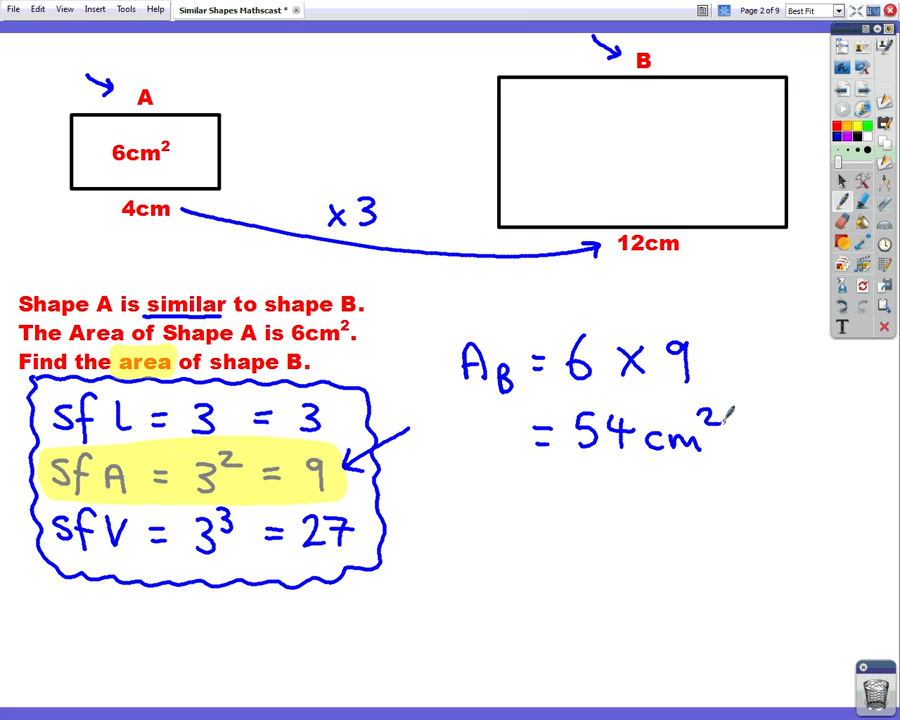 File Edit View Insert Tools Help Similar Shapes Mathscast * Page 2 of 9 Best Fit
A
6cm²
4cm
x 3
B
12cm
Shape A is similar to shape B.
The Area of Shape A is 6cm².
Find the area of shape B.
sf L = 3 = 3
sf A = 3² = 9
sf V = 3³ = 27
A_B = 6 x 9
= 54 cm²
T